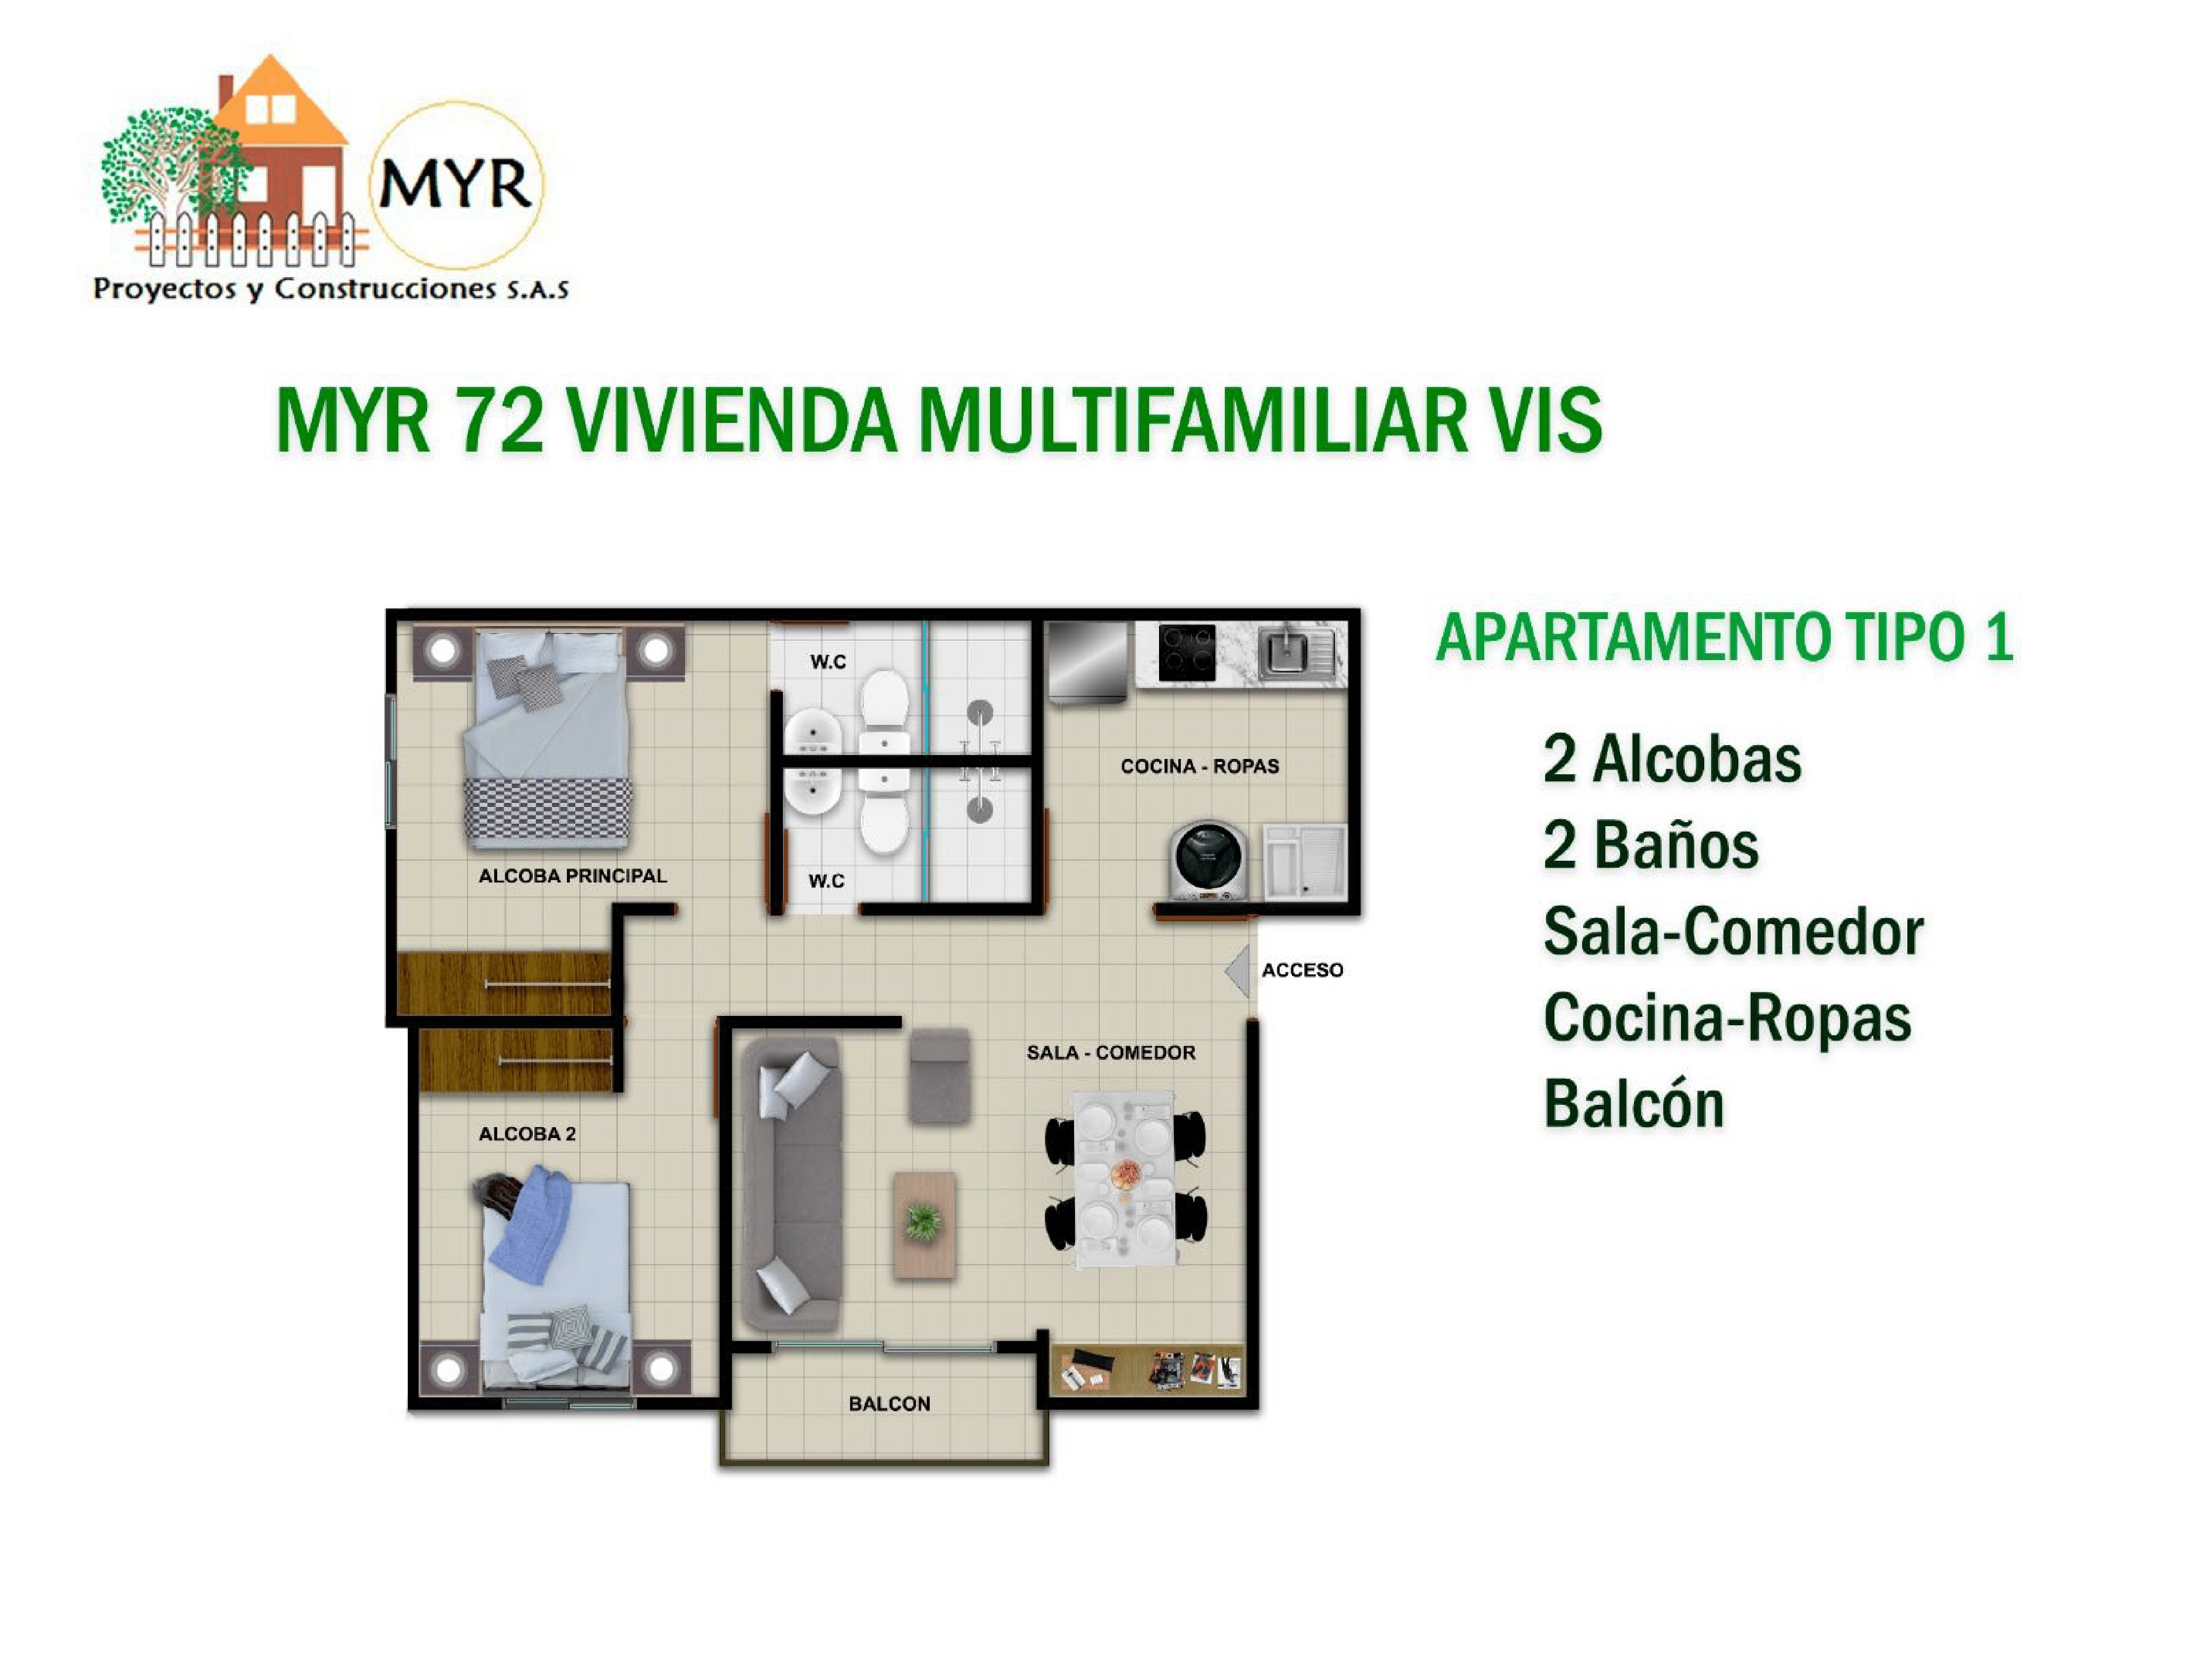 MYR
Proyectos y Construcciones S.A.S
MYR 72 VIVIENDA MULTIFAMILIAR VIS
APARTAMENTO TIPO 1
2 Alcobas
2 Baños
Sala-Comedor
Cocina-Ropas
Balcón
W.C
COCINA - ROPAS
ALCOBA PRINCIPAL
W.C
ACCESO
SALA - COMEDOR
ALCOBA 2
BALCON